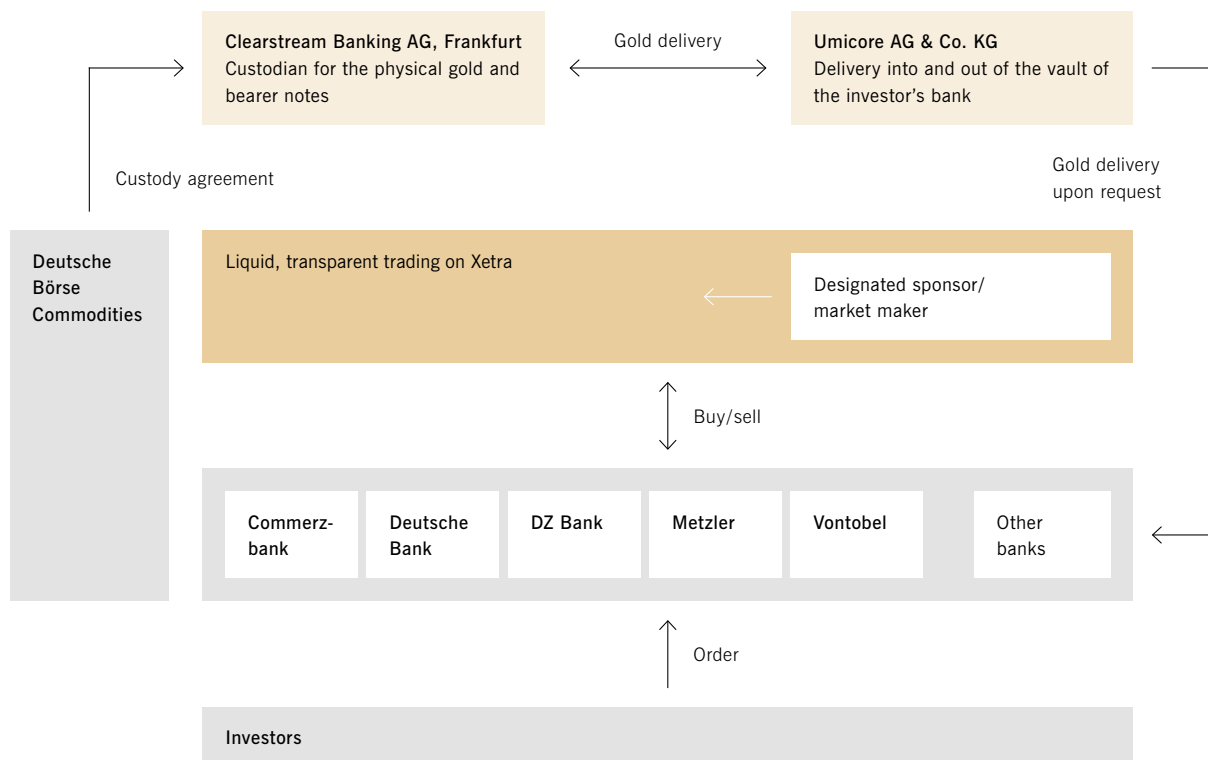 Clearstream Banking AG, Frankfurt
Custodian for the physical gold and
bearer notes
Gold delivery
Umicore AG & Co. KG
Delivery into and out of the vault of
the investor’s bank
Custody agreement
Gold delivery
upon request
Deutsche
Börse
Commodities
Liquid, transparent trading on Xetra
Designated sponsor/
market maker
Buy/sell
Commerz-
bank
Deutsche
Bank
DZ Bank
Metzler
Vontobel
Other
banks
Order
Investors